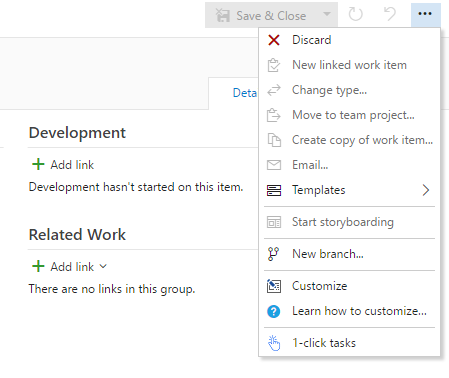 Save & Close
Discard
New linked work item
Change type...
Move to team project...
Create copy of work item...
Email...
Templates
Start storyboarding
New branch...
Customize
Learn how to customize...
1-click tasks
Deta
Development
Add link
Development hasn't started on this item.
Related Work
Add link
There are no links in this group.